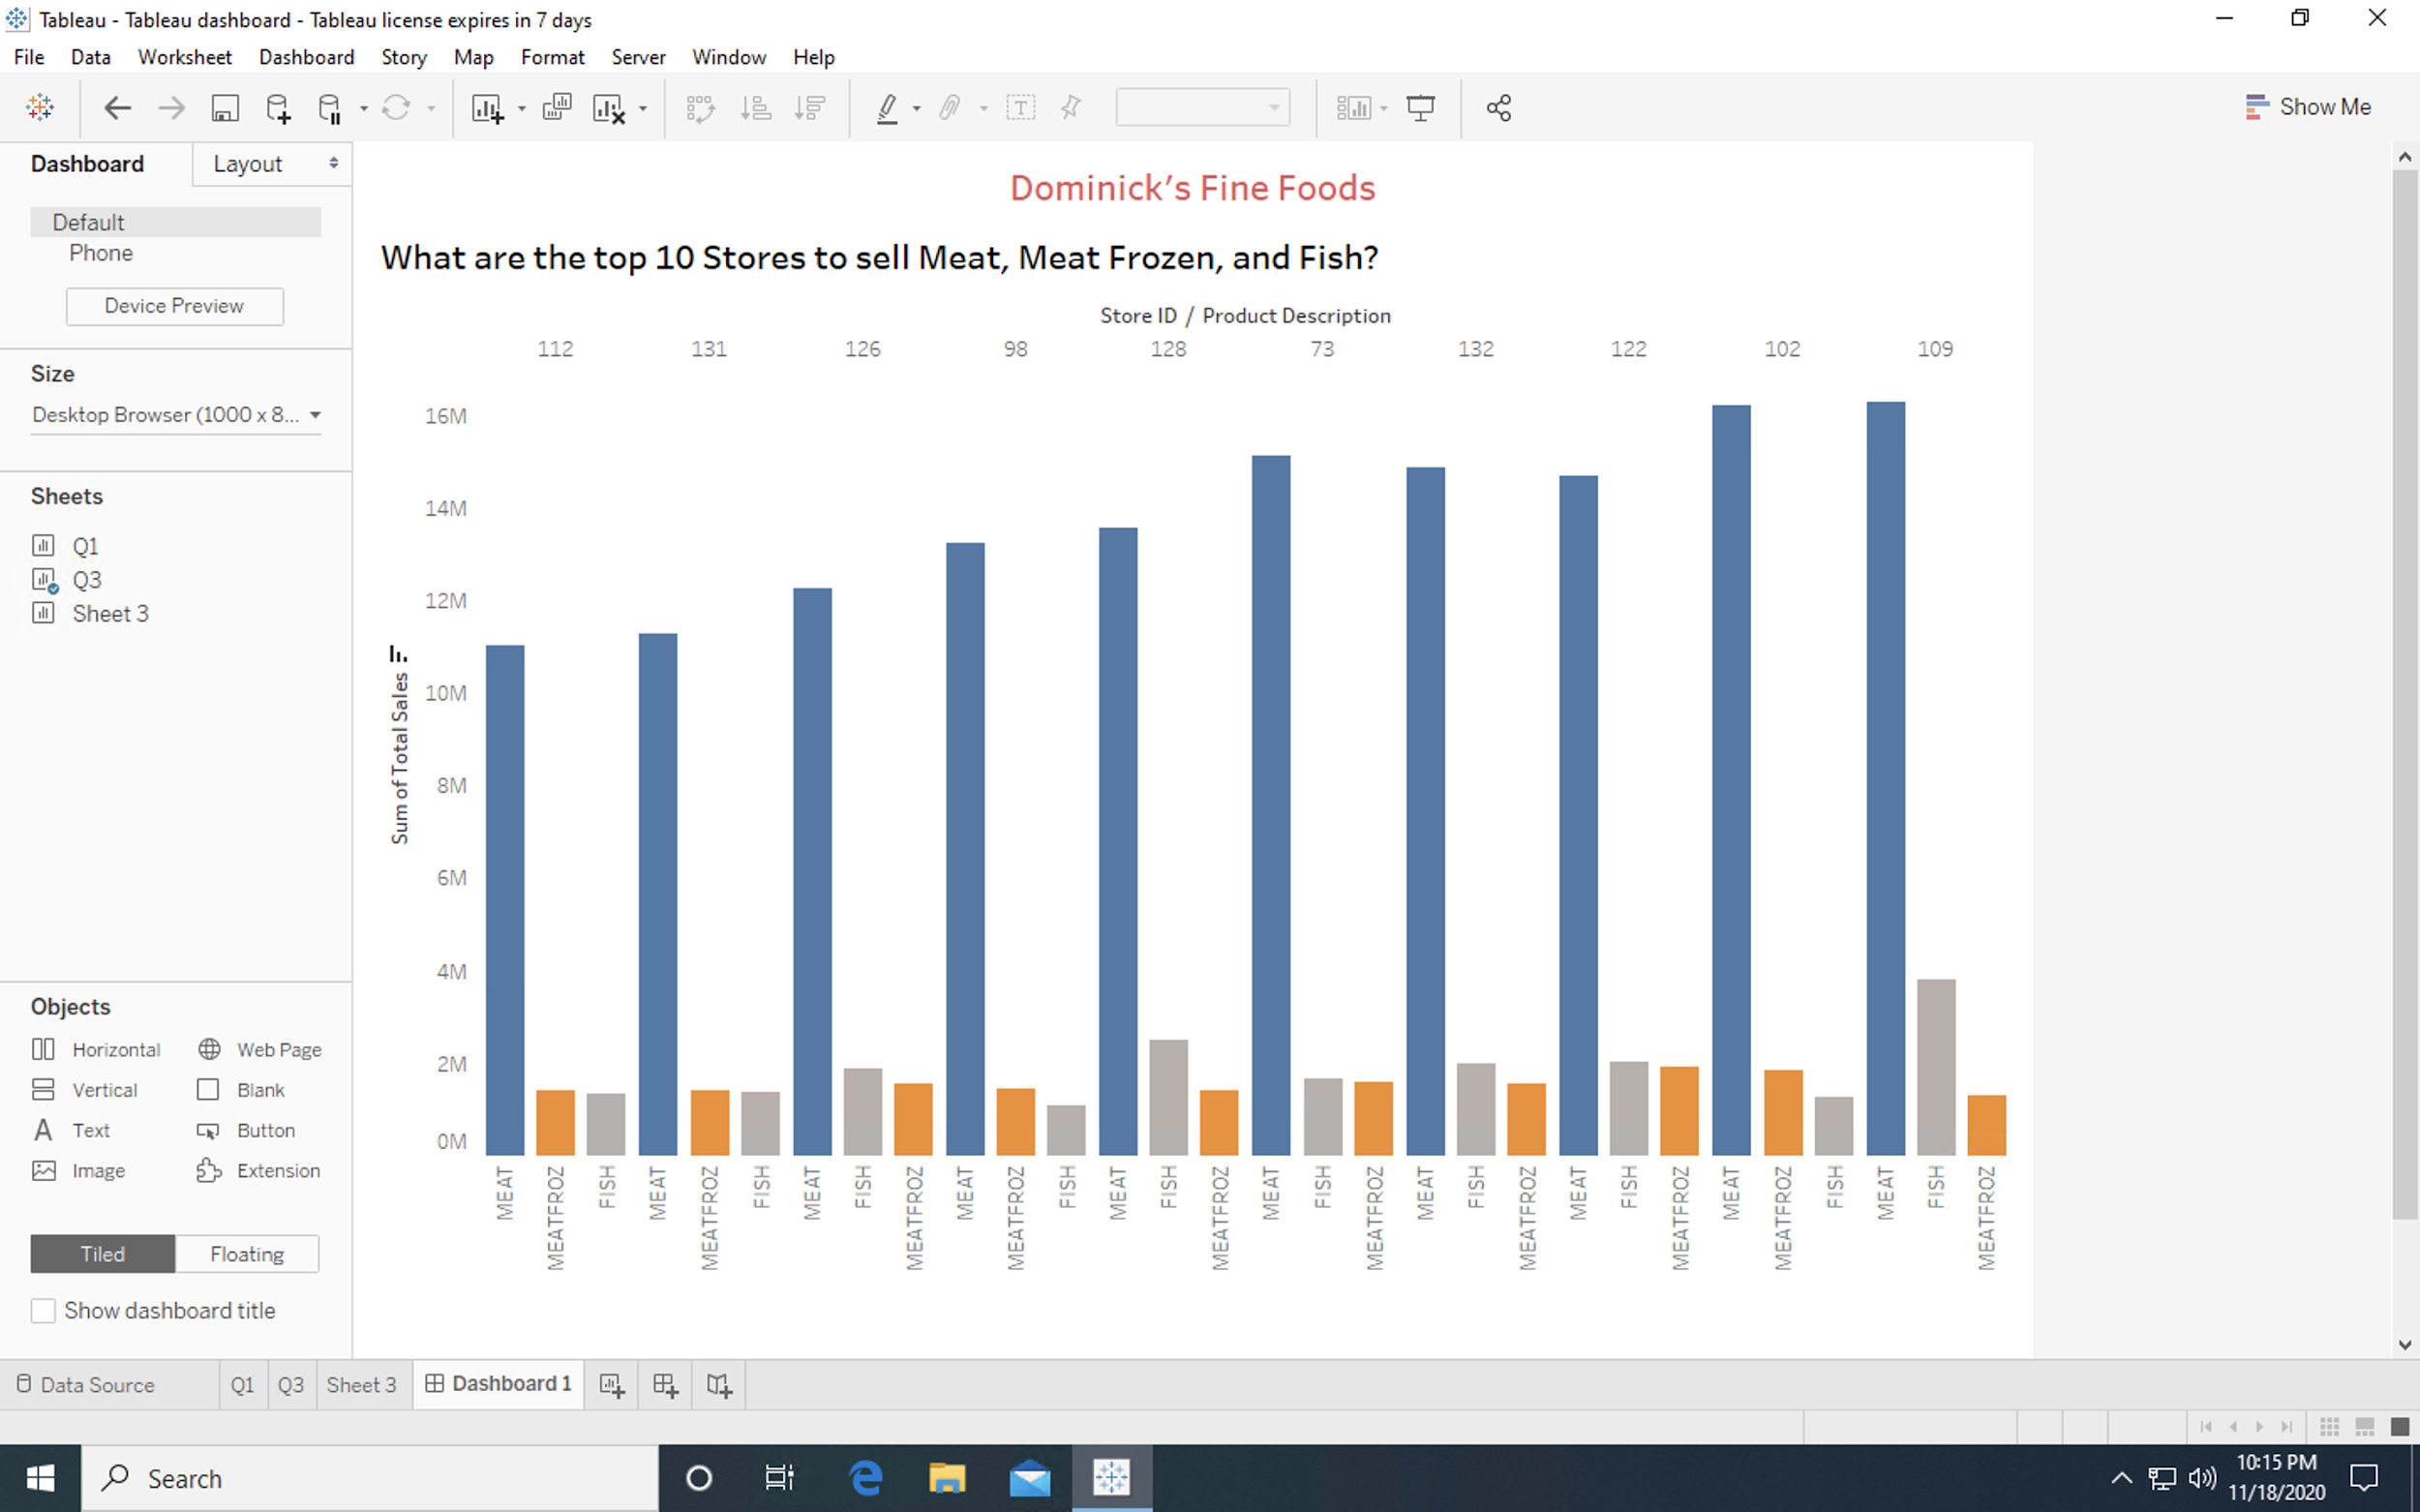 Tableau - Tableau dashboard - Tableau license expires in 7 days
File Data Worksheet Dashboard Story Map Format Server Window Help
Show Me
Dashboard Layout
Default
Phone
Device Preview
Size
Desktop Browser (1000 x 8...
Sheets
Q1
Q3
Sheet 3
Objects
Horizontal Web Page
Vertical Blank
Text Button
Image Extension
Tiled Floating
Show dashboard title
Dominick's Fine Foods
What are the top 10 Stores to sell Meat, Meat Frozen, and Fish?
Store ID / Product Description
112 131 126 98 128 73 132 122 102 109
Sum of Total Sales
16M
14M
12M
10M
8M
6M
4M
2M
0M
MEAT MEATFROZ FISH MEAT MEATFROZ FISH MEAT FISH MEATFROZ MEAT MEATFROZ FISH MEAT FISH MEATFROZ MEAT FISH MEATFROZ MEAT FISH MEATFROZ MEAT FISH MEATFROZ MEAT MEATFROZ FISH MEAT FISH MEATFROZ
Data Source Q1 Q3 Sheet 3 Dashboard 1
Search
10:15 PM
11/18/2020